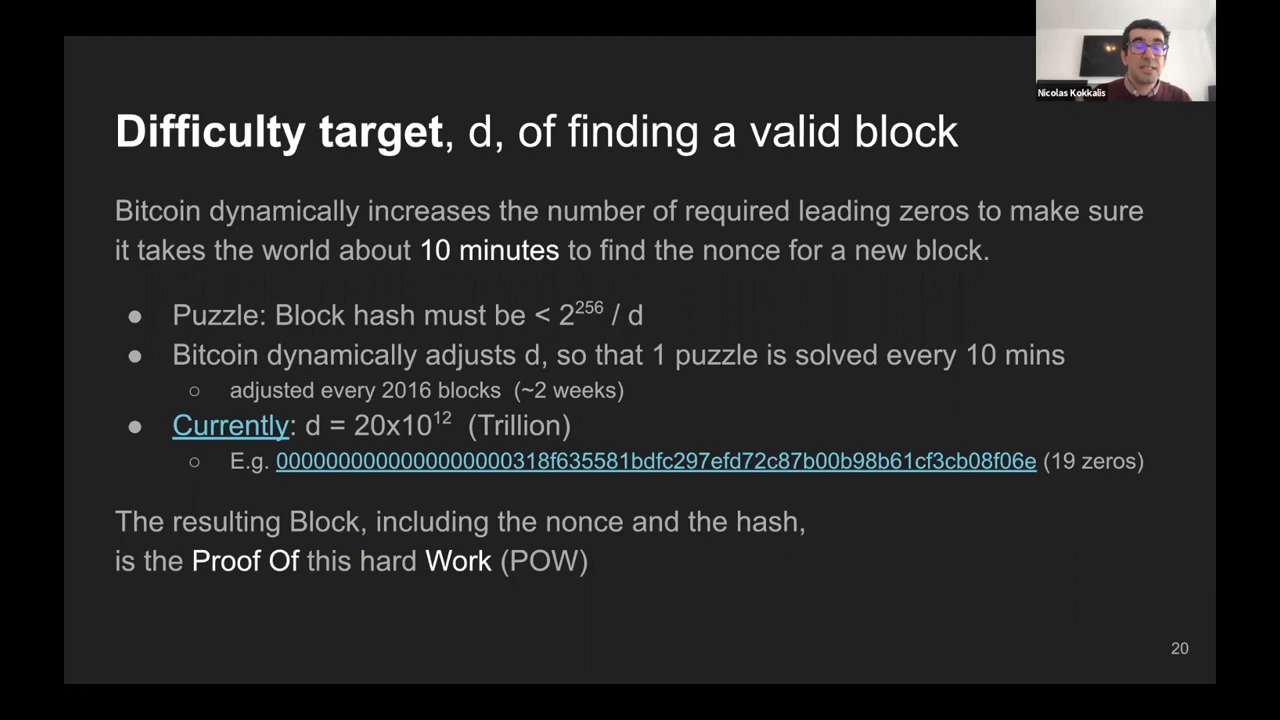 Nicolas Kokkalis
Difficulty target, d, of finding a valid block
Bitcoin dynamically increases the number of required leading zeros to make sure
it takes the world about 10 minutes to find the nonce for a new block.
● Puzzle: Block hash must be < 2²⁵⁶ / d
● Bitcoin dynamically adjusts d, so that 1 puzzle is solved every 10 mins
○ adjusted every 2016 blocks (~2 weeks)
● Currently: d = 20x10¹² (Trillion)
○ E.g. 0000000000000000000318f635581bdfc297efd72c87b00b98b61cf3cb08f06e (19 zeros)
The resulting Block, including the nonce and the hash,
is the Proof Of this hard Work (POW)
20